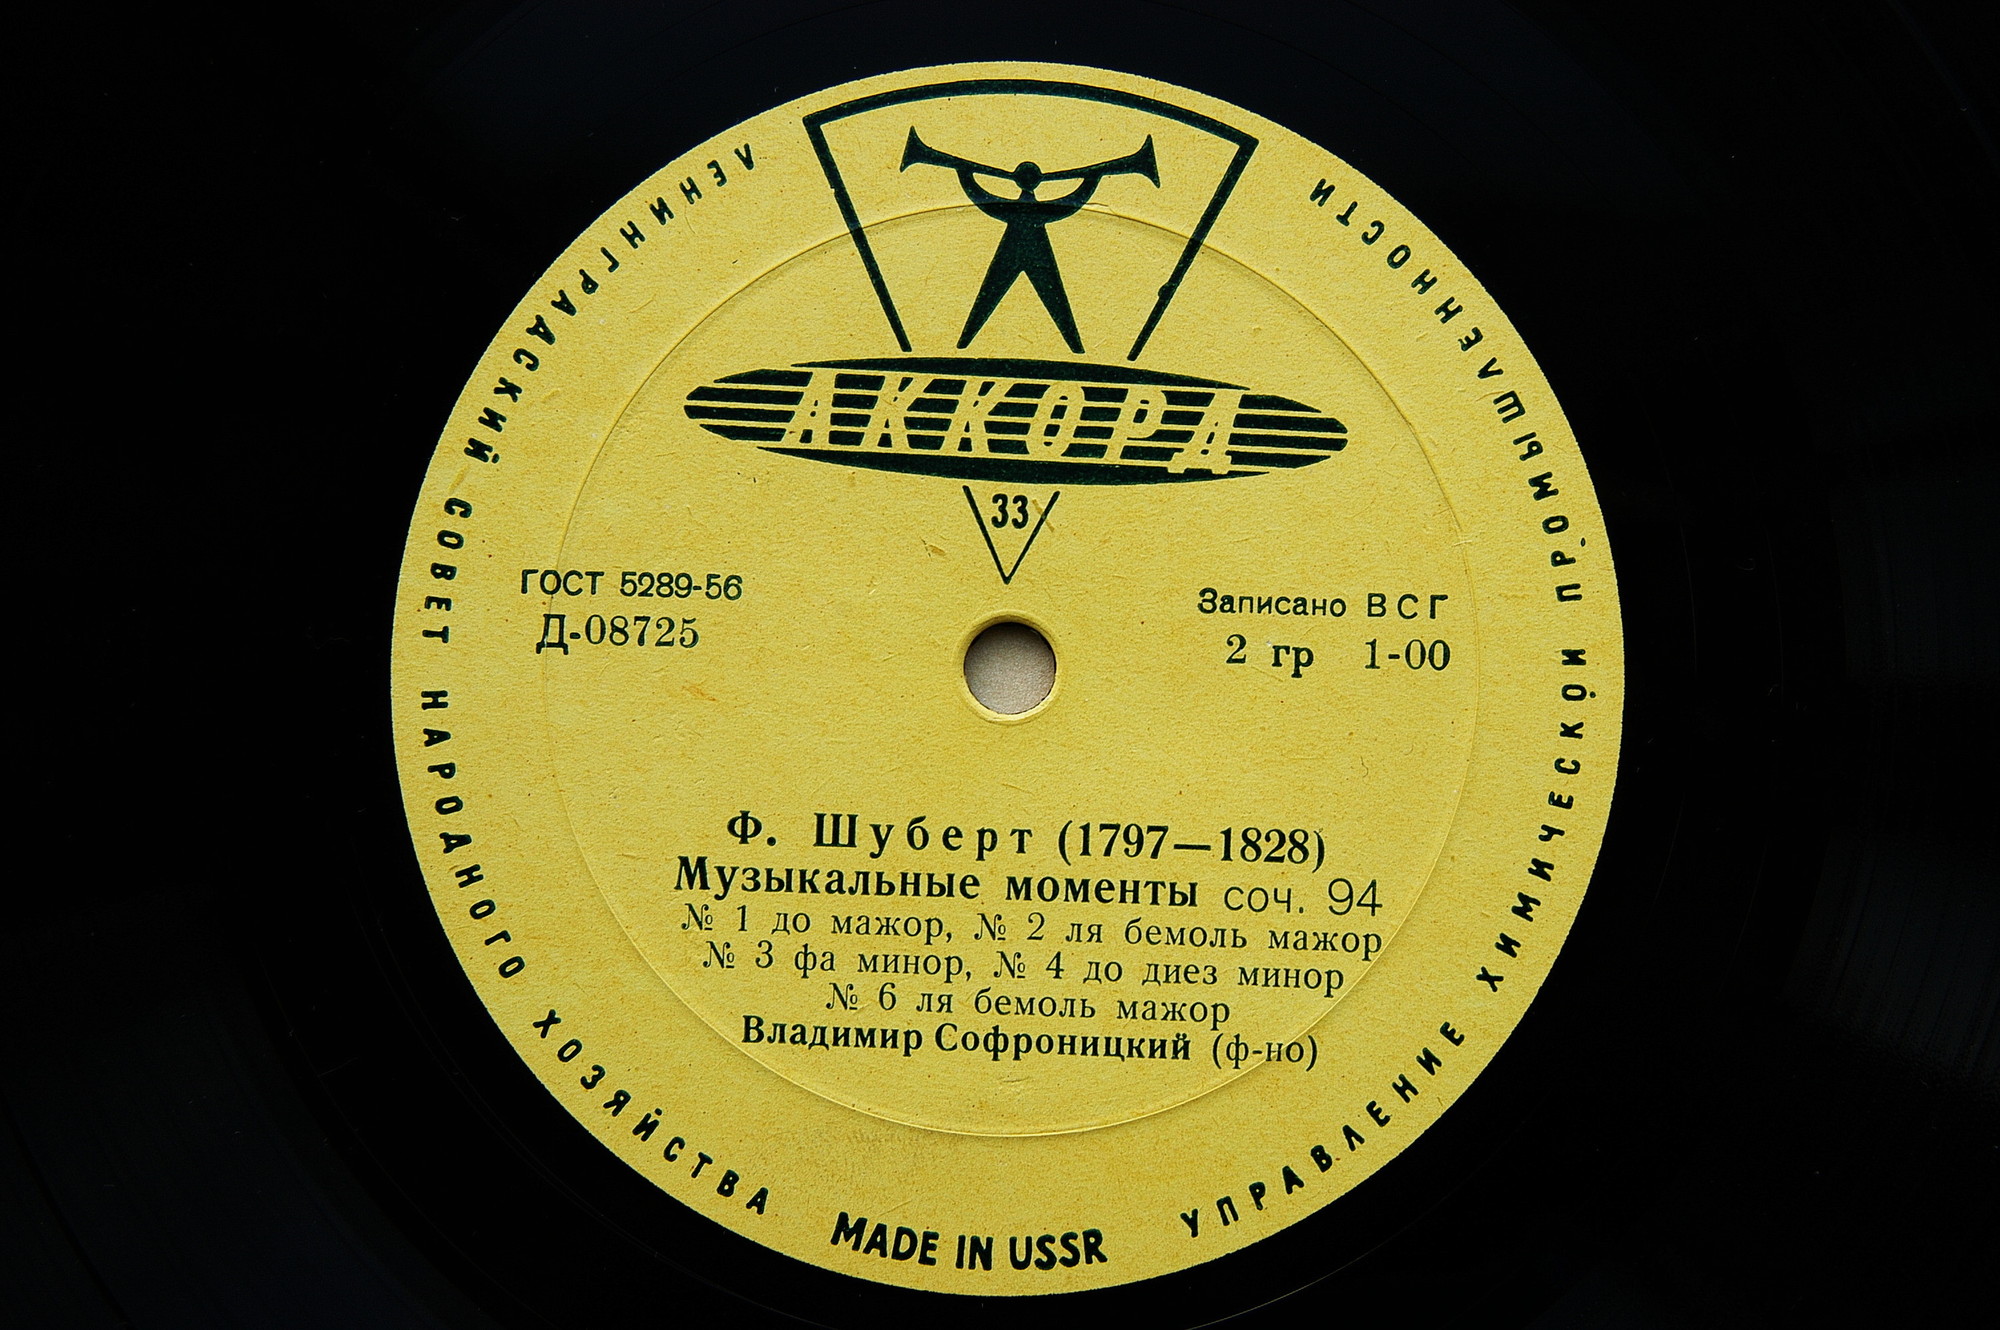 ЛЕНИНГРАДСКИЙ СОВЕТ НАРОДНОГО ХОЗЯЙСТВА
УПРАВЛЕНИЕ ХИМИЧЕСКОЙ ПРОМЫШЛЕННОСТИ
АККОРД
33
ГОСТ 5289-56
Д-08725
Записано ВСГ
2 гр 1-00
Ф. Шуберт (1797—1828)
Музыкальные моменты соч. 94
№ 1 до мажор, № 2 ля бемоль мажор
№ 3 фа минор, № 4 до диез минор
№ 6 ля бемоль мажор
Владимир Софроницкий (ф-но)
MADE IN USSR